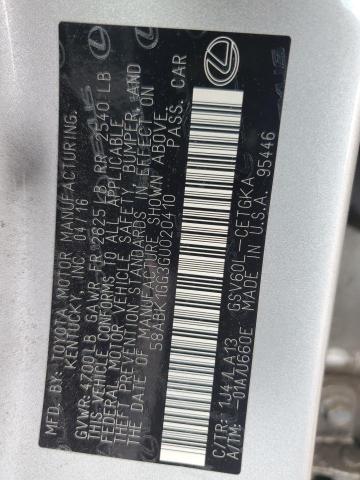 MFD. BY: TOYOTA MOTOR MANUFACTURING,
KENTUCKY, INC. 04/16
GVWR: 4700LB GAWR FR 2625 LB RR 2540 LB
THIS VEHICLE CONFORMS TO ALL APPLICABLE
FEDERAL MOTOR VEHICLE SAFETY, BUMPER, AND
THEFT PREVENTION STANDARDS IN EFFECT ON
THE DATE OF MANUFACTURE SHOWN ABOVE.
58ABK1GG3GU020410 PASS. CAR
C/TR: 1J4/LA13 GSV60L-CETGKA
A/TM: -01A/U660E MADE IN U.S.A. 95446